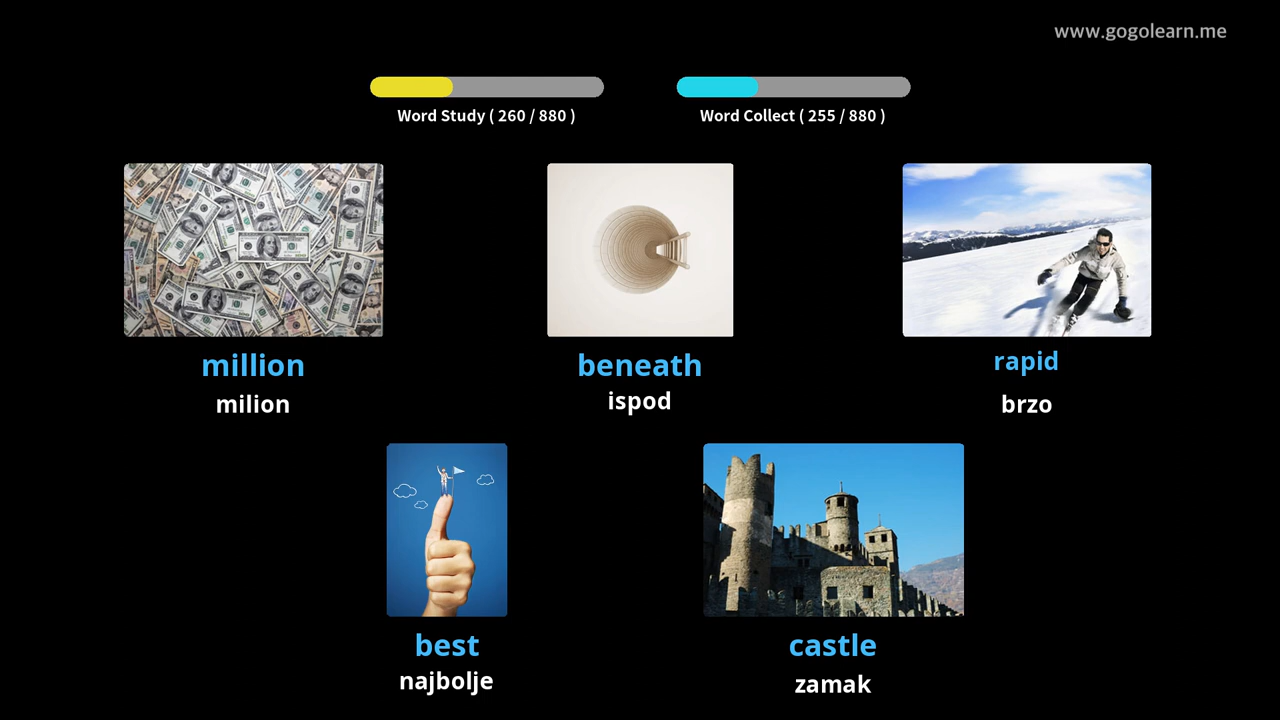 www.gogolearn.me
Word Study ( 260 / 880 )
Word Collect ( 255 / 880 )
million
milion
beneath
ispod
rapid
brzo
best
najbolje
castle
zamak